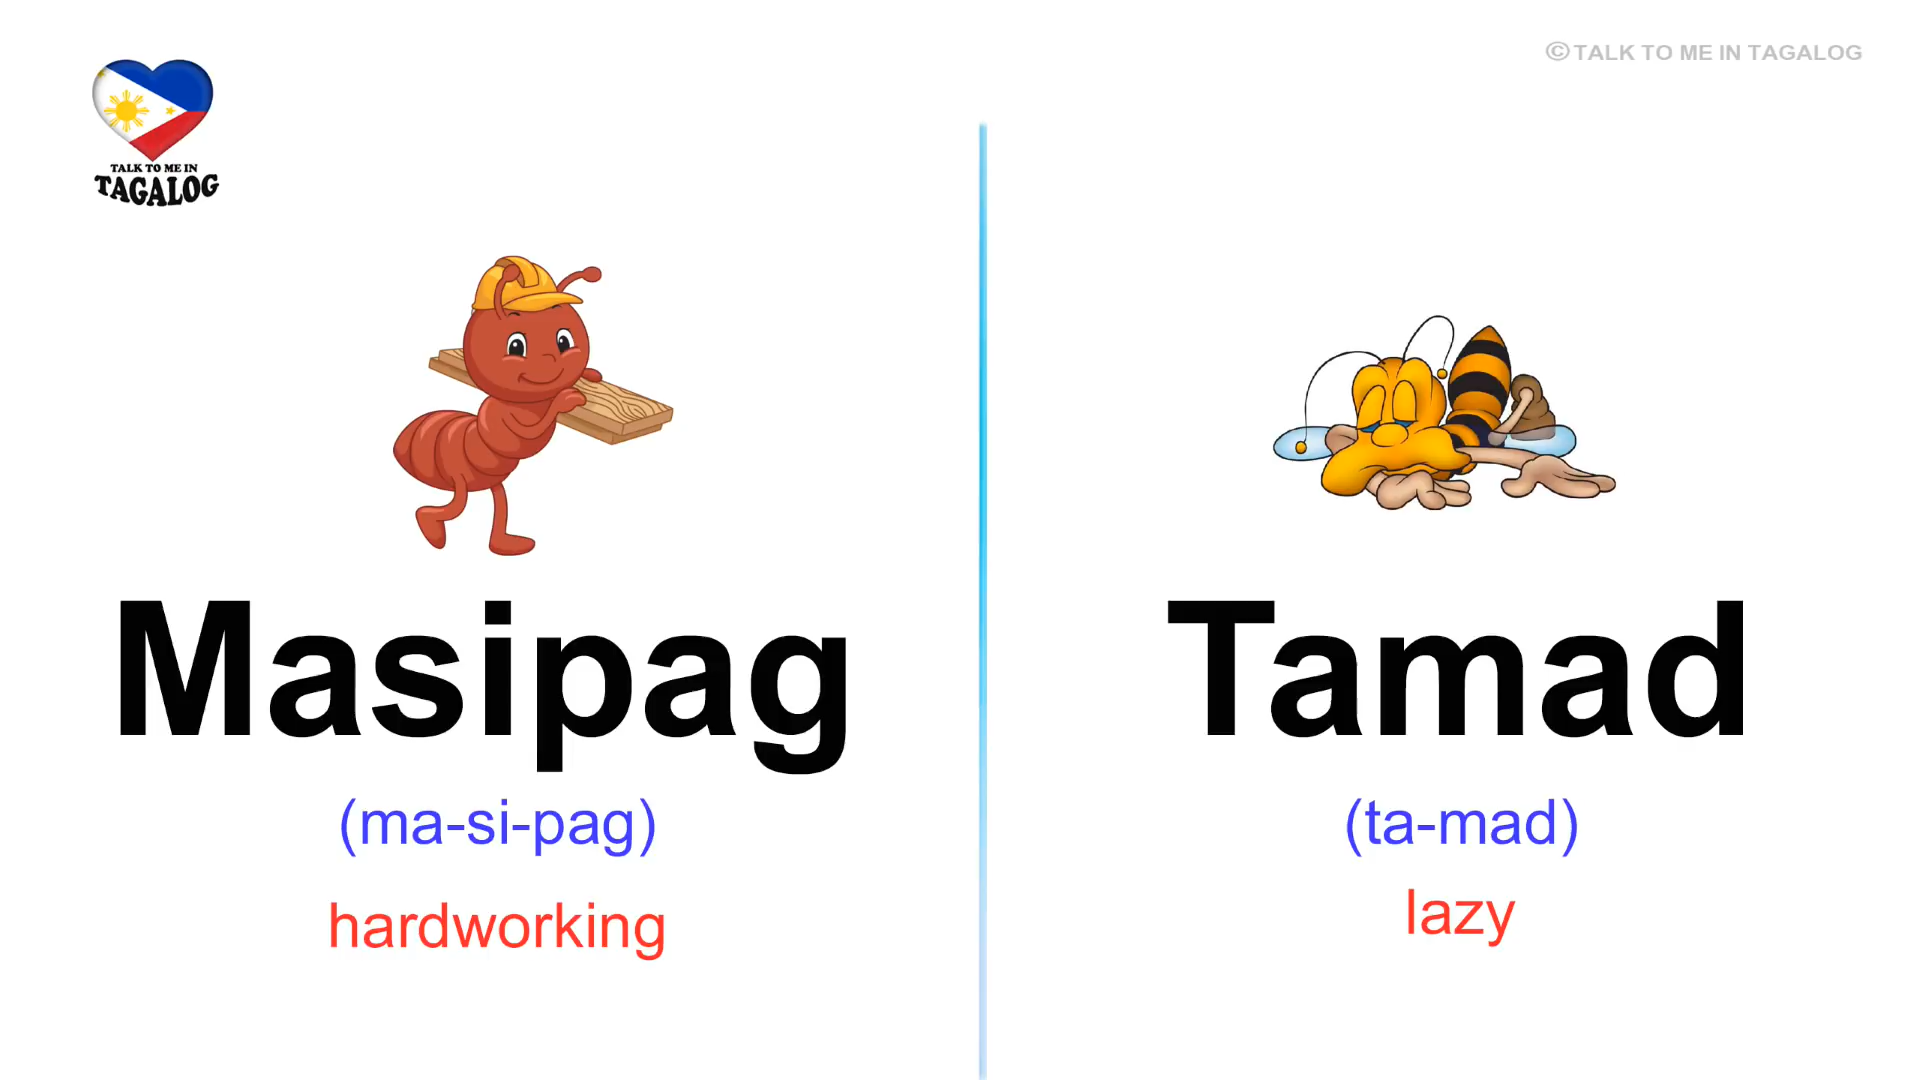 TALK TO ME IN
TAGALOG
©TALK TO ME IN TAGALOG
Masipag
(ma-si-pag)
hardworking
Tamad
(ta-mad)
lazy